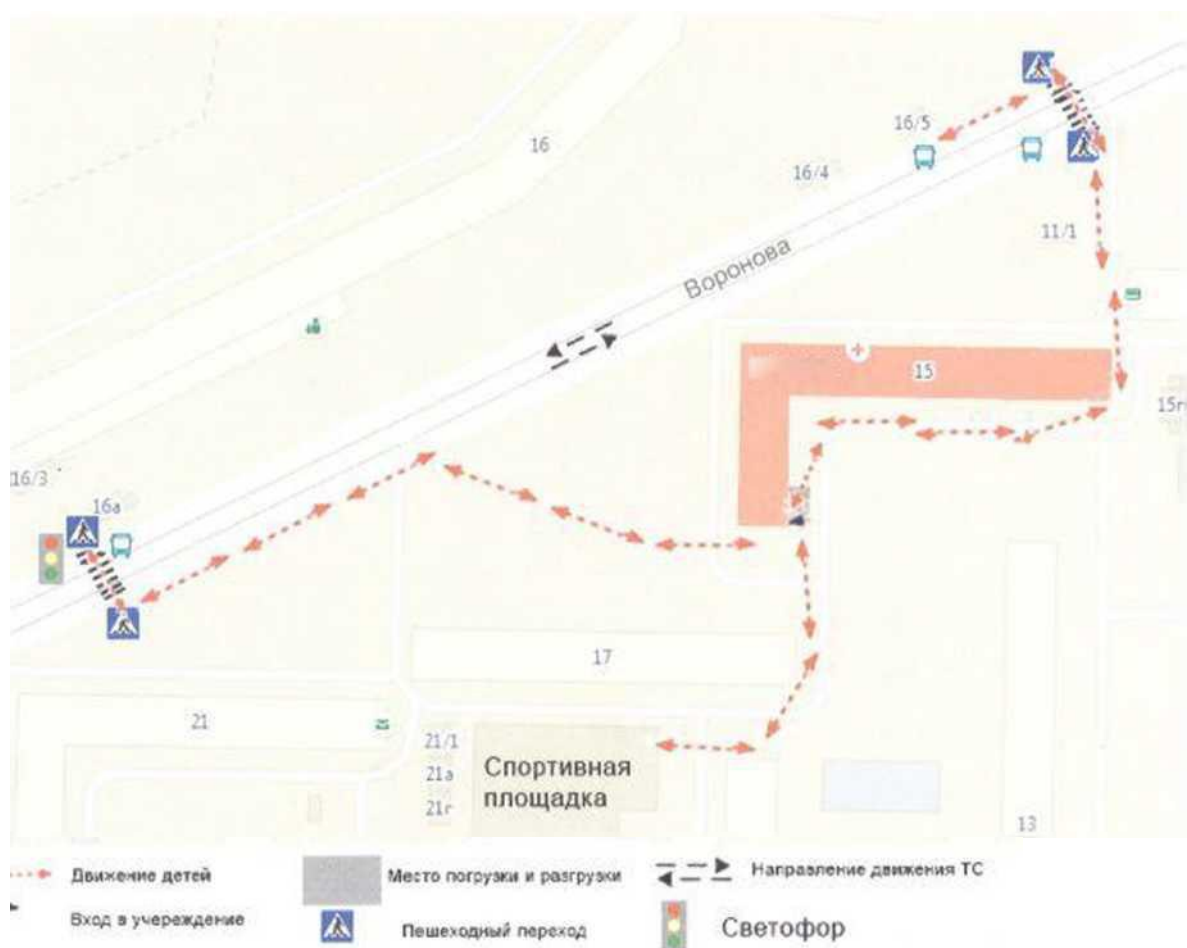 16/5
16
16/4
11/1
Воронова
15
15г
16/3
16а
17
21
21/1
21а
21г
Спортивная
площадка
13
Движение детей
Место погрузки и разгрузки
Направление движения ТС
Вход в учереждение
Пешеходный переход
Светофор